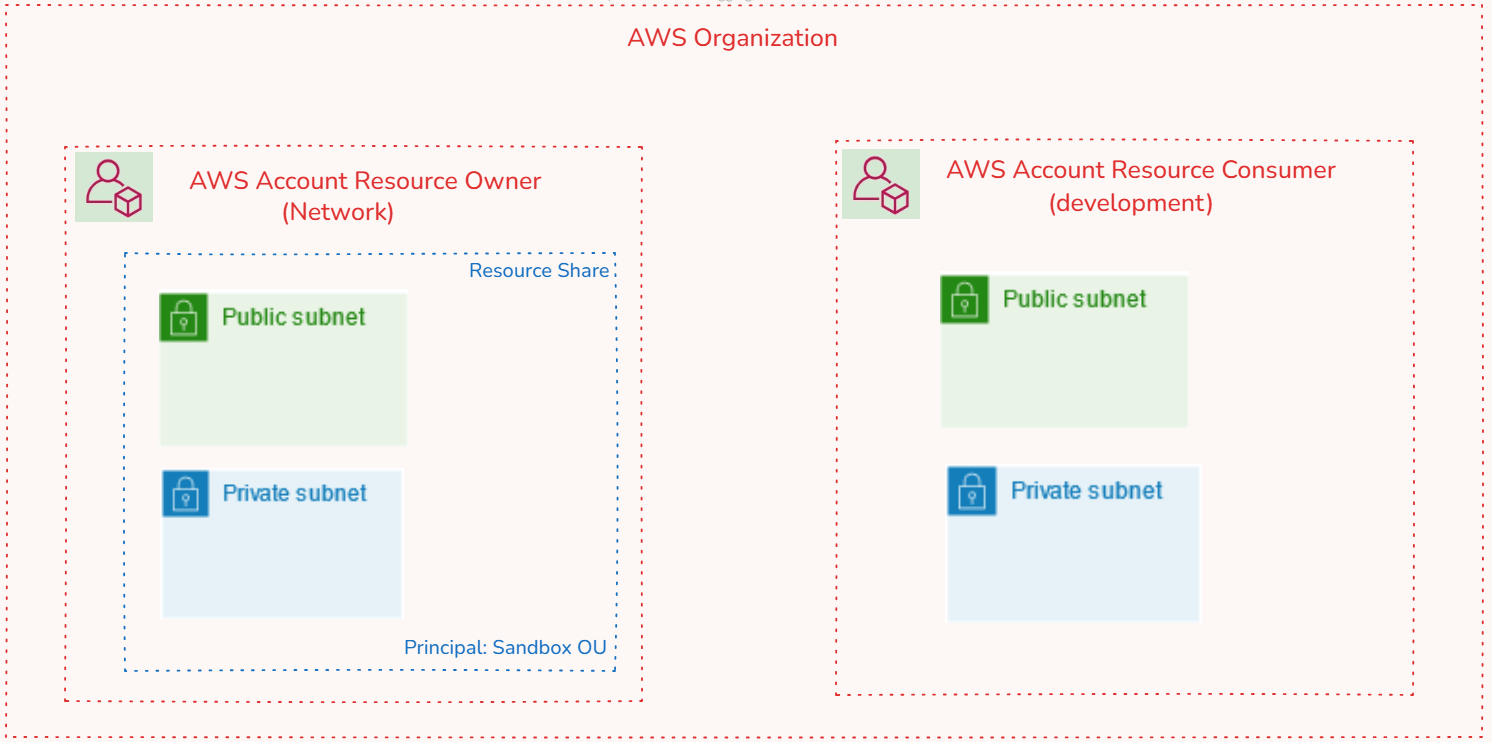 AWS Organization
AWS Account Resource Owner
(Network)
Resource Share
Public subnet
Private subnet
Principal: Sandbox OU
AWS Account Resource Consumer
(development)
Public subnet
Private subnet